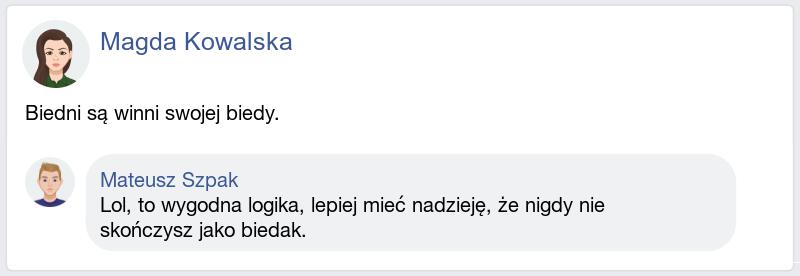 Magda Kowalska
Biedni są winni swojej biedy.
Mateusz Szpak
Lol, to wygodna logika, lepiej mieć nadzieję, że nigdy nie
skończysz jako biedak.